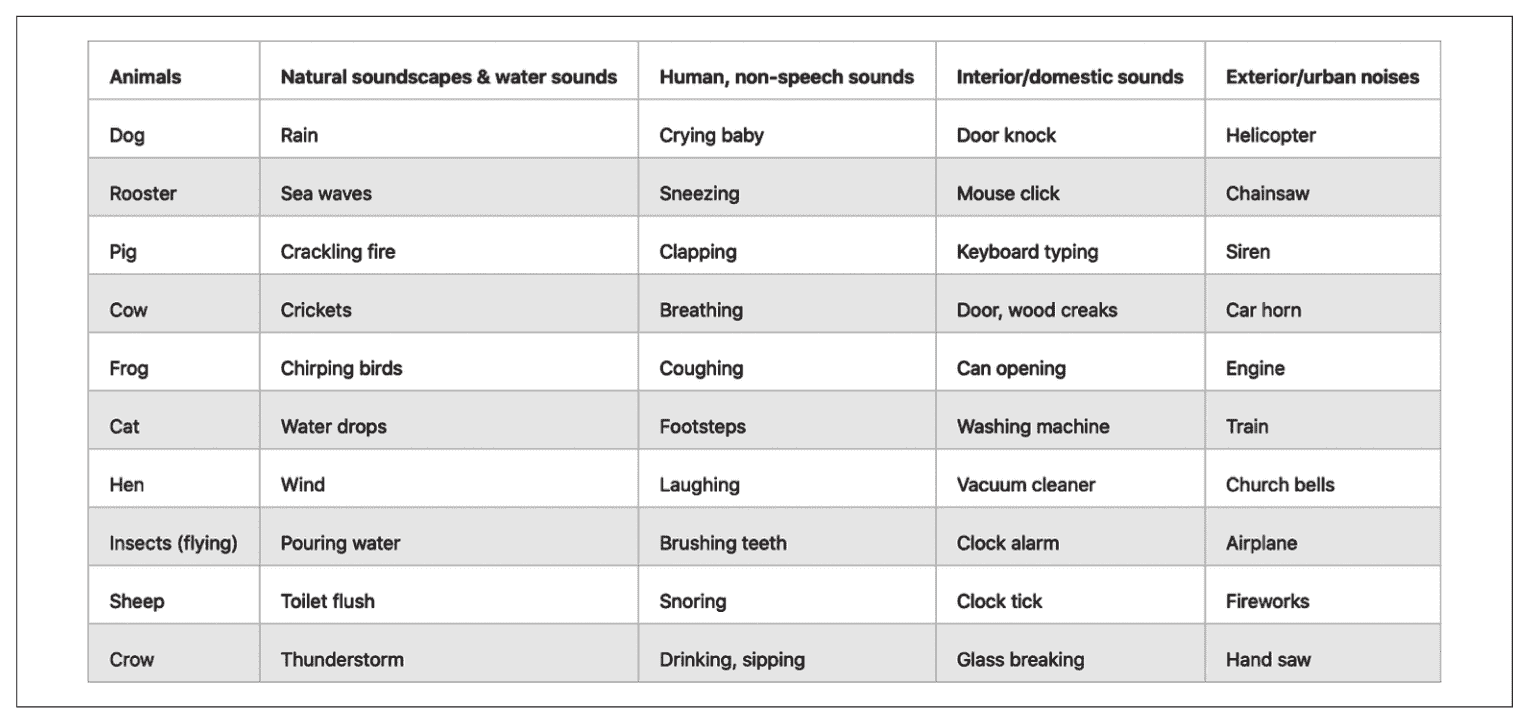 Animals Natural soundscapes & water sounds Human, non-speech sounds Interior/domestic sounds Exterior/urban noises
Dog Rain Crying baby Door knock Helicopter
Rooster Sea waves Sneezing Mouse click Chainsaw
Pig Crackling fire Clapping Keyboard typing Siren
Cow Crickets Breathing Door, wood creaks Car horn
Frog Chirping birds Coughing Can opening Engine
Cat Water drops Footsteps Washing machine Train
Hen Wind Laughing Vacuum cleaner Church bells
Insects (flying) Pouring water Brushing teeth Clock alarm Airplane
Sheep Toilet flush Snoring Clock tick Fireworks
Crow Thunderstorm Drinking, sipping Glass breaking Hand saw